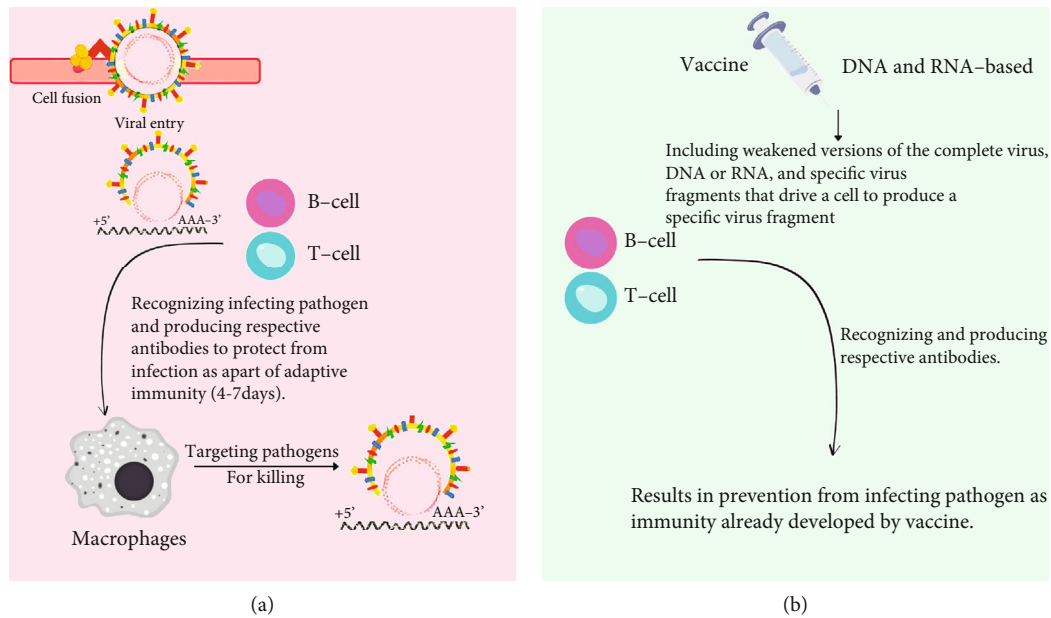 Cell fusion
Viral entry
+5’
AAA–3’
B–cell
T–cell
Recognizing infecting pathogen
and producing respective
antibodies to protect from
infection as apart of adaptive
immunity (4-7days).
Targeting pathogens
For killing
Macrophages
+5’
AAA–3’
(a)
Vaccine
DNA and RNA–based
Including weakened versions of the complete virus,
DNA or RNA, and specific virus
fragments that drive a cell to produce a
specific virus fragment
B–cell
T–cell
Recognizing and producing
respective antibodies.
Results in prevention from infecting pathogen as
immunity already developed by vaccine.
(b)